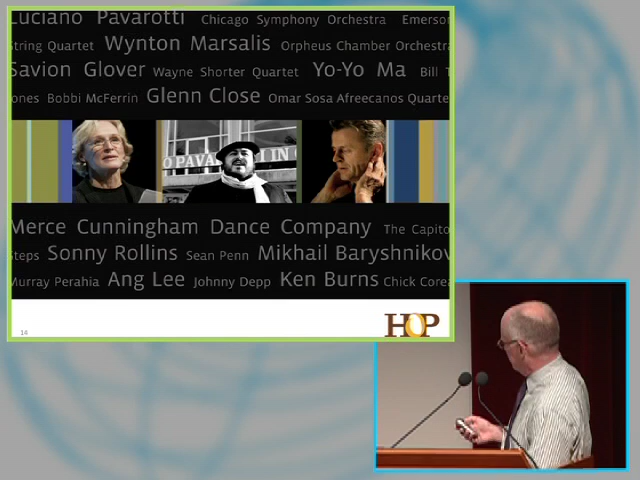 Luciano Pavarotti Chicago Symphony Orchestra Emerson
String Quartet Wynton Marsalis Orpheus Chamber Orchestra
Savion Glover Wayne Shorter Quartet Yo-Yo Ma Bill T
ones Bobbi McFerrin Glenn Close Omar Sosa Afreecanos Quarte
O PAVA
Merce Cunningham Dance Company The Capito
Steps Sonny Rollins Sean Penn Mikhail Baryshnikov
Murray Perahia Ang Lee Johnny Depp Ken Burns Chick Corea
14
HOP